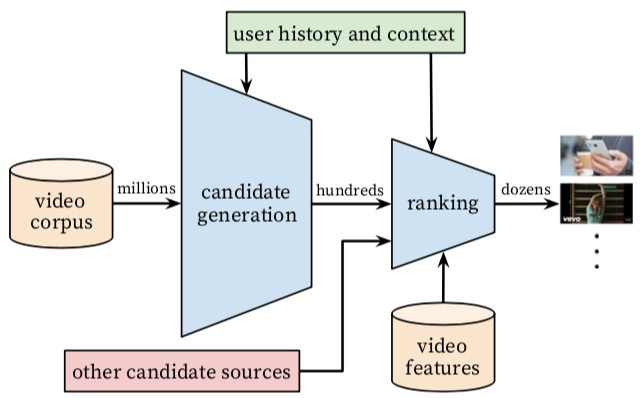 user history and context
video
corpus
millions
candidate
generation
hundreds
ranking
dozens
vevo
other candidate sources
video
features